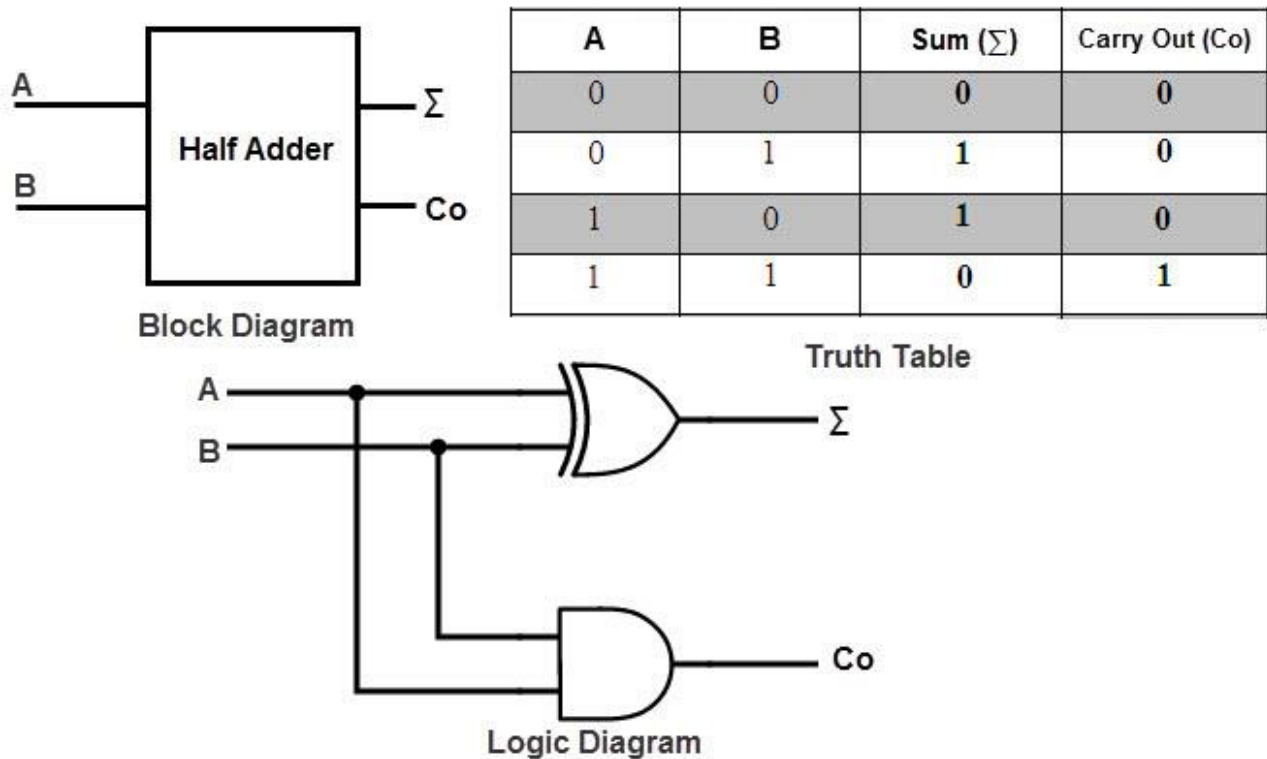 A
B
Half Adder
Σ
Co
Block Diagram
A B Sum (∑) Carry Out (Co)
0 0 0 0
0 1 1 0
1 0 1 0
1 1 0 1
Truth Table
A
B
Σ
Co
Logic Diagram